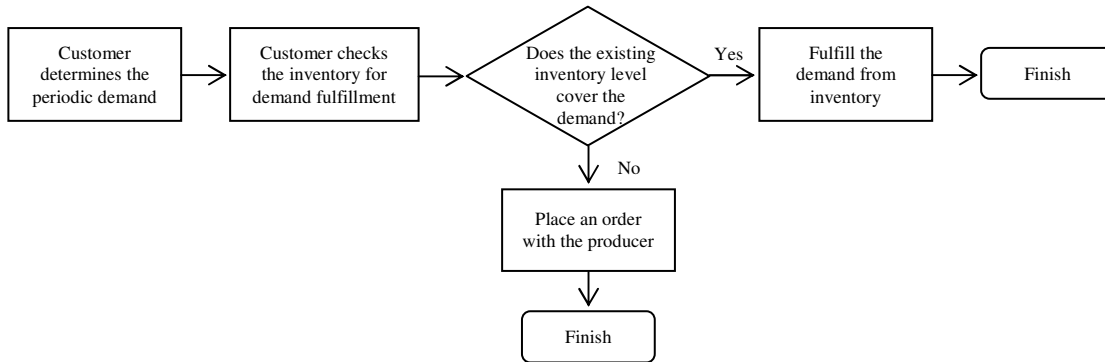 Customer
determines the
periodic demand
Customer checks
the inventory for
demand fulfillment
Does the existing
inventory level
cover the
demand?
Yes
Fulfill the
demand from
inventory
Finish
No
Place an order
with the producer
Finish